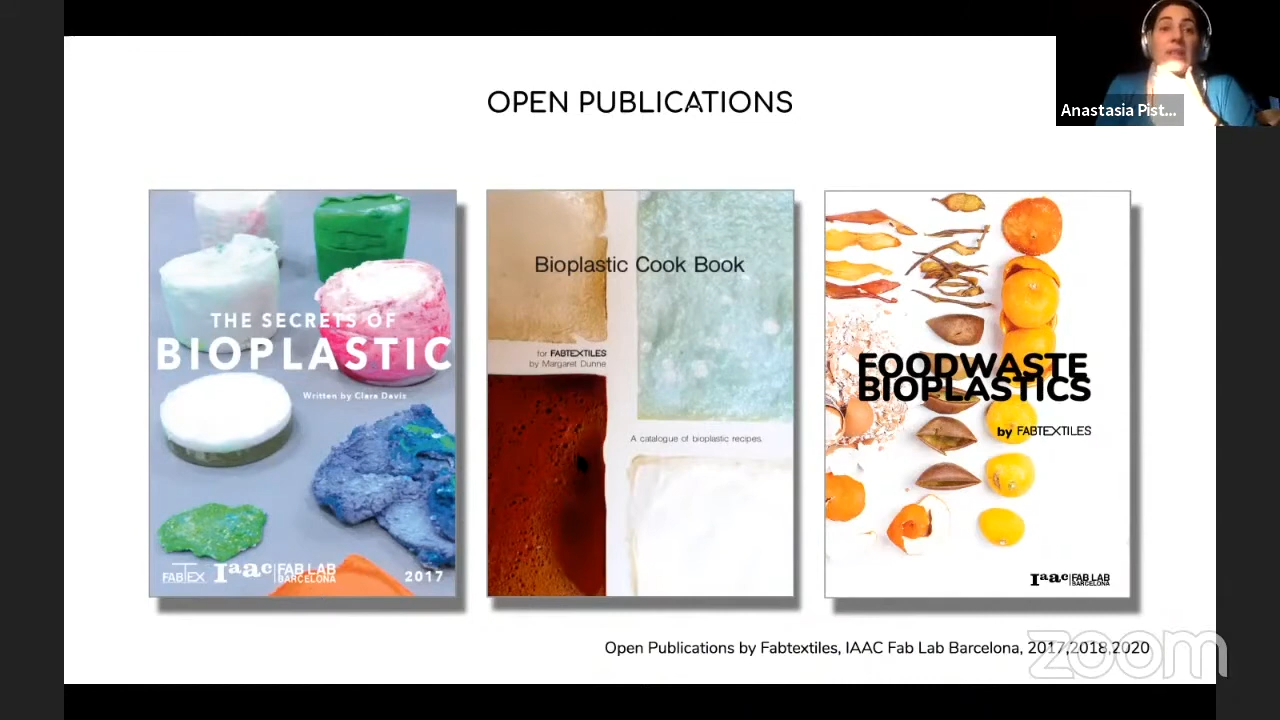 OPEN PUBLICATIONS
Anastasia Pist...
THE SECRETS OF
BIOPLASTIC
Written by Clara Davis
FABTEX
Iaac
FAB LAB
BARCELONA
2017
Bioplastic Cook Book
for FABTEXTILES
by Margaret Dunne
A catalogue of bioplastic recipes.
FOODWASTE
BIOPLASTICS
by FABTEXTILES
Iaac
FAB LAB
BARCELONA
Open Publications by Fabtextiles, IAAC Fab Lab Barcelona, 2017,2018,2020
zoom